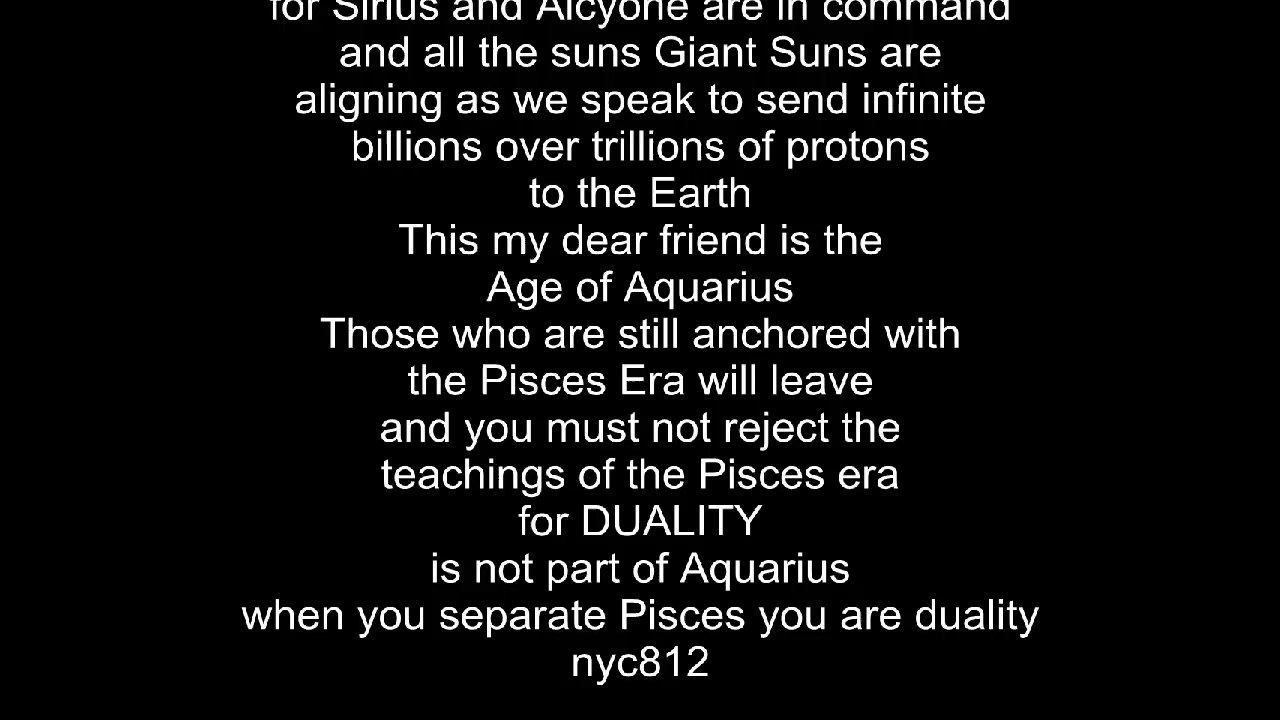 for Sirius and Alcyone are in command
and all the suns Giant Suns are
aligning as we speak to send infinite
billions over trillions of protons
to the Earth
This my dear friend is the
Age of Aquarius
Those who are still anchored with
the Pisces Era will leave
and you must not reject the
teachings of the Pisces era
for DUALITY
is not part of Aquarius
when you separate Pisces you are duality
nyc812